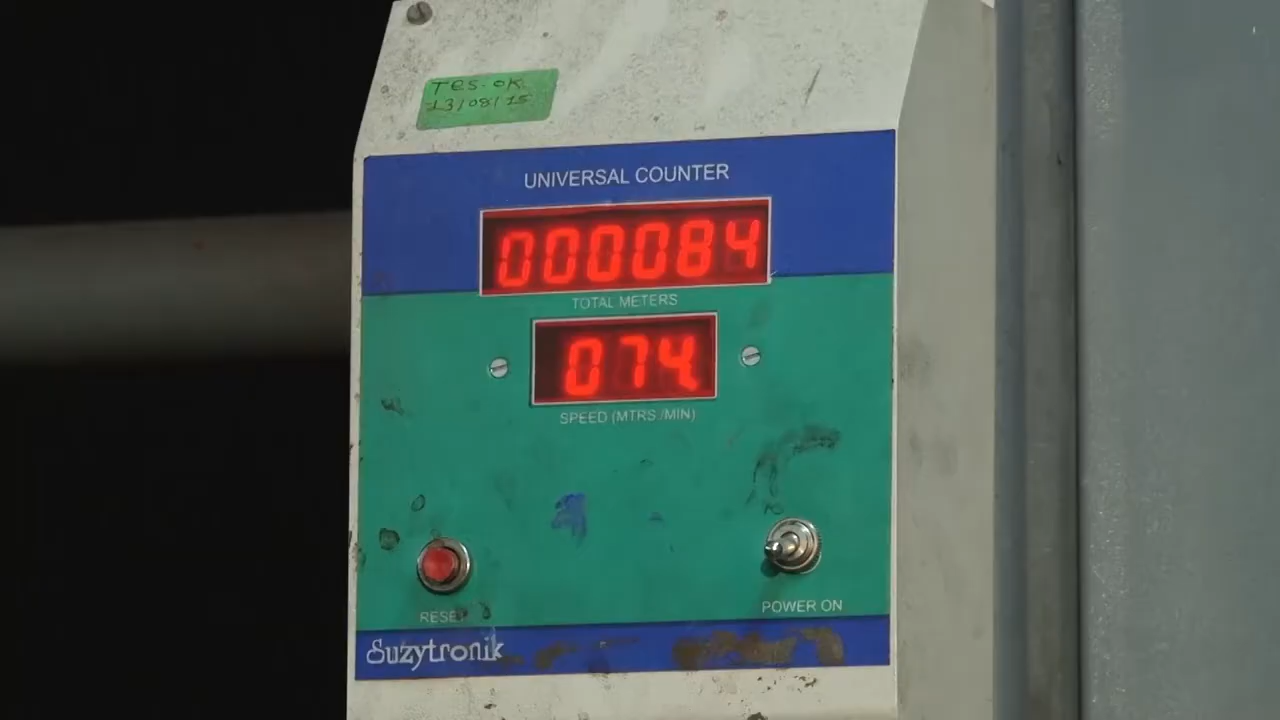 Tes. OK.
13/08/15
UNIVERSAL COUNTER
000084
TOTAL METERS
074
SPEED (MTRS./MIN)
RESET
POWER ON
Suzytronik